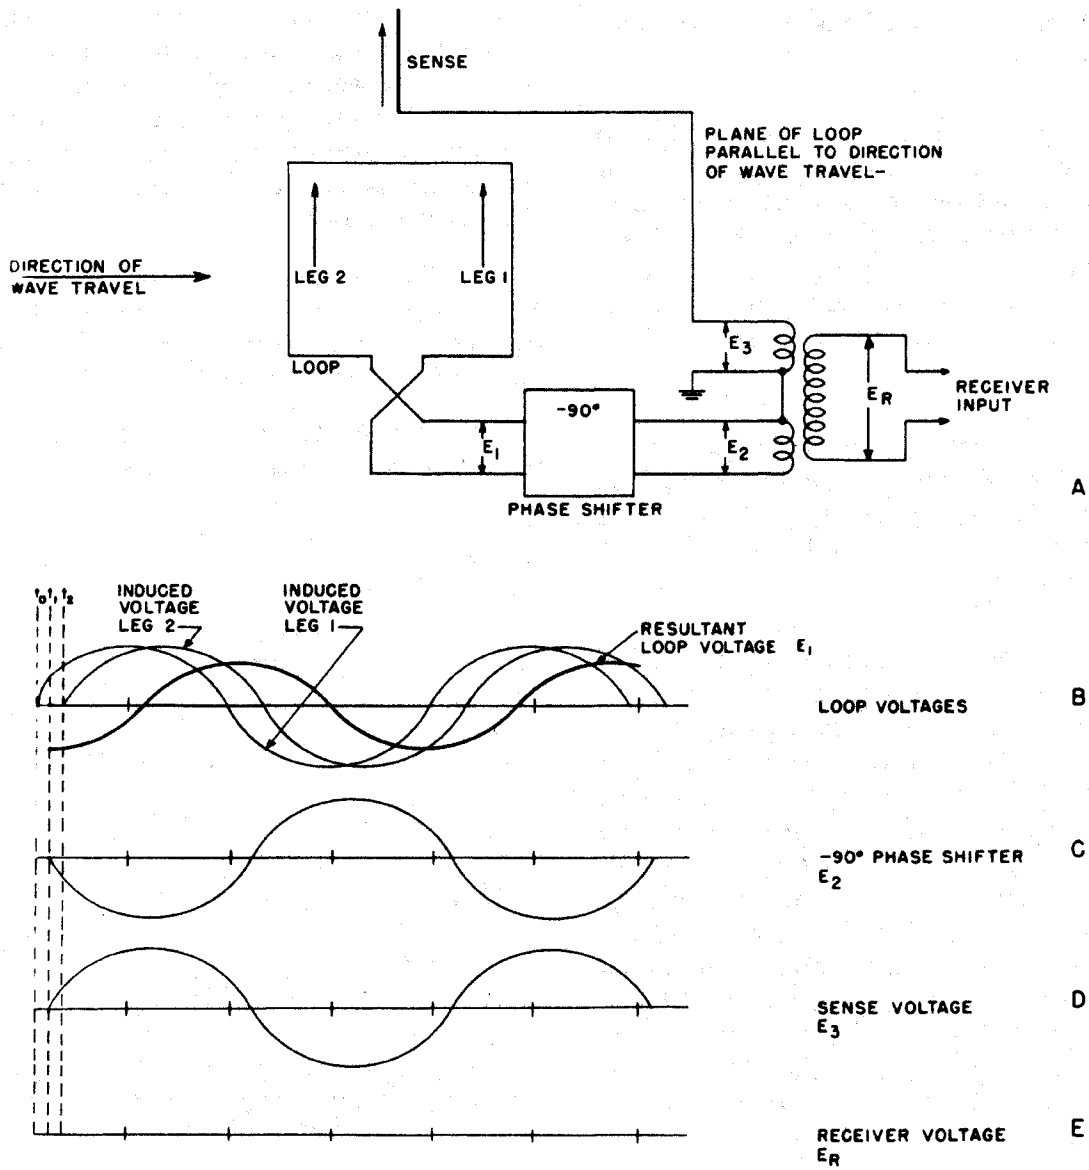 SENSE
PLANE OF LOOP
PARALLEL TO DIRECTION
OF WAVE TRAVEL-
DIRECTION OF
WAVE TRAVEL
LEG 2
LEG 1
LOOP
E3
-90°
ER
RECEIVER
INPUT
E1
E2
PHASE SHIFTER
A
t0 t1 t2
INDUCED
VOLTAGE
LEG 2
INDUCED
VOLTAGE
LEG 1
RESULTANT
LOOP VOLTAGE E1
LOOP VOLTAGES
B
-90° PHASE SHIFTER
E2
C
SENSE VOLTAGE
E3
D
RECEIVER VOLTAGE
ER
E